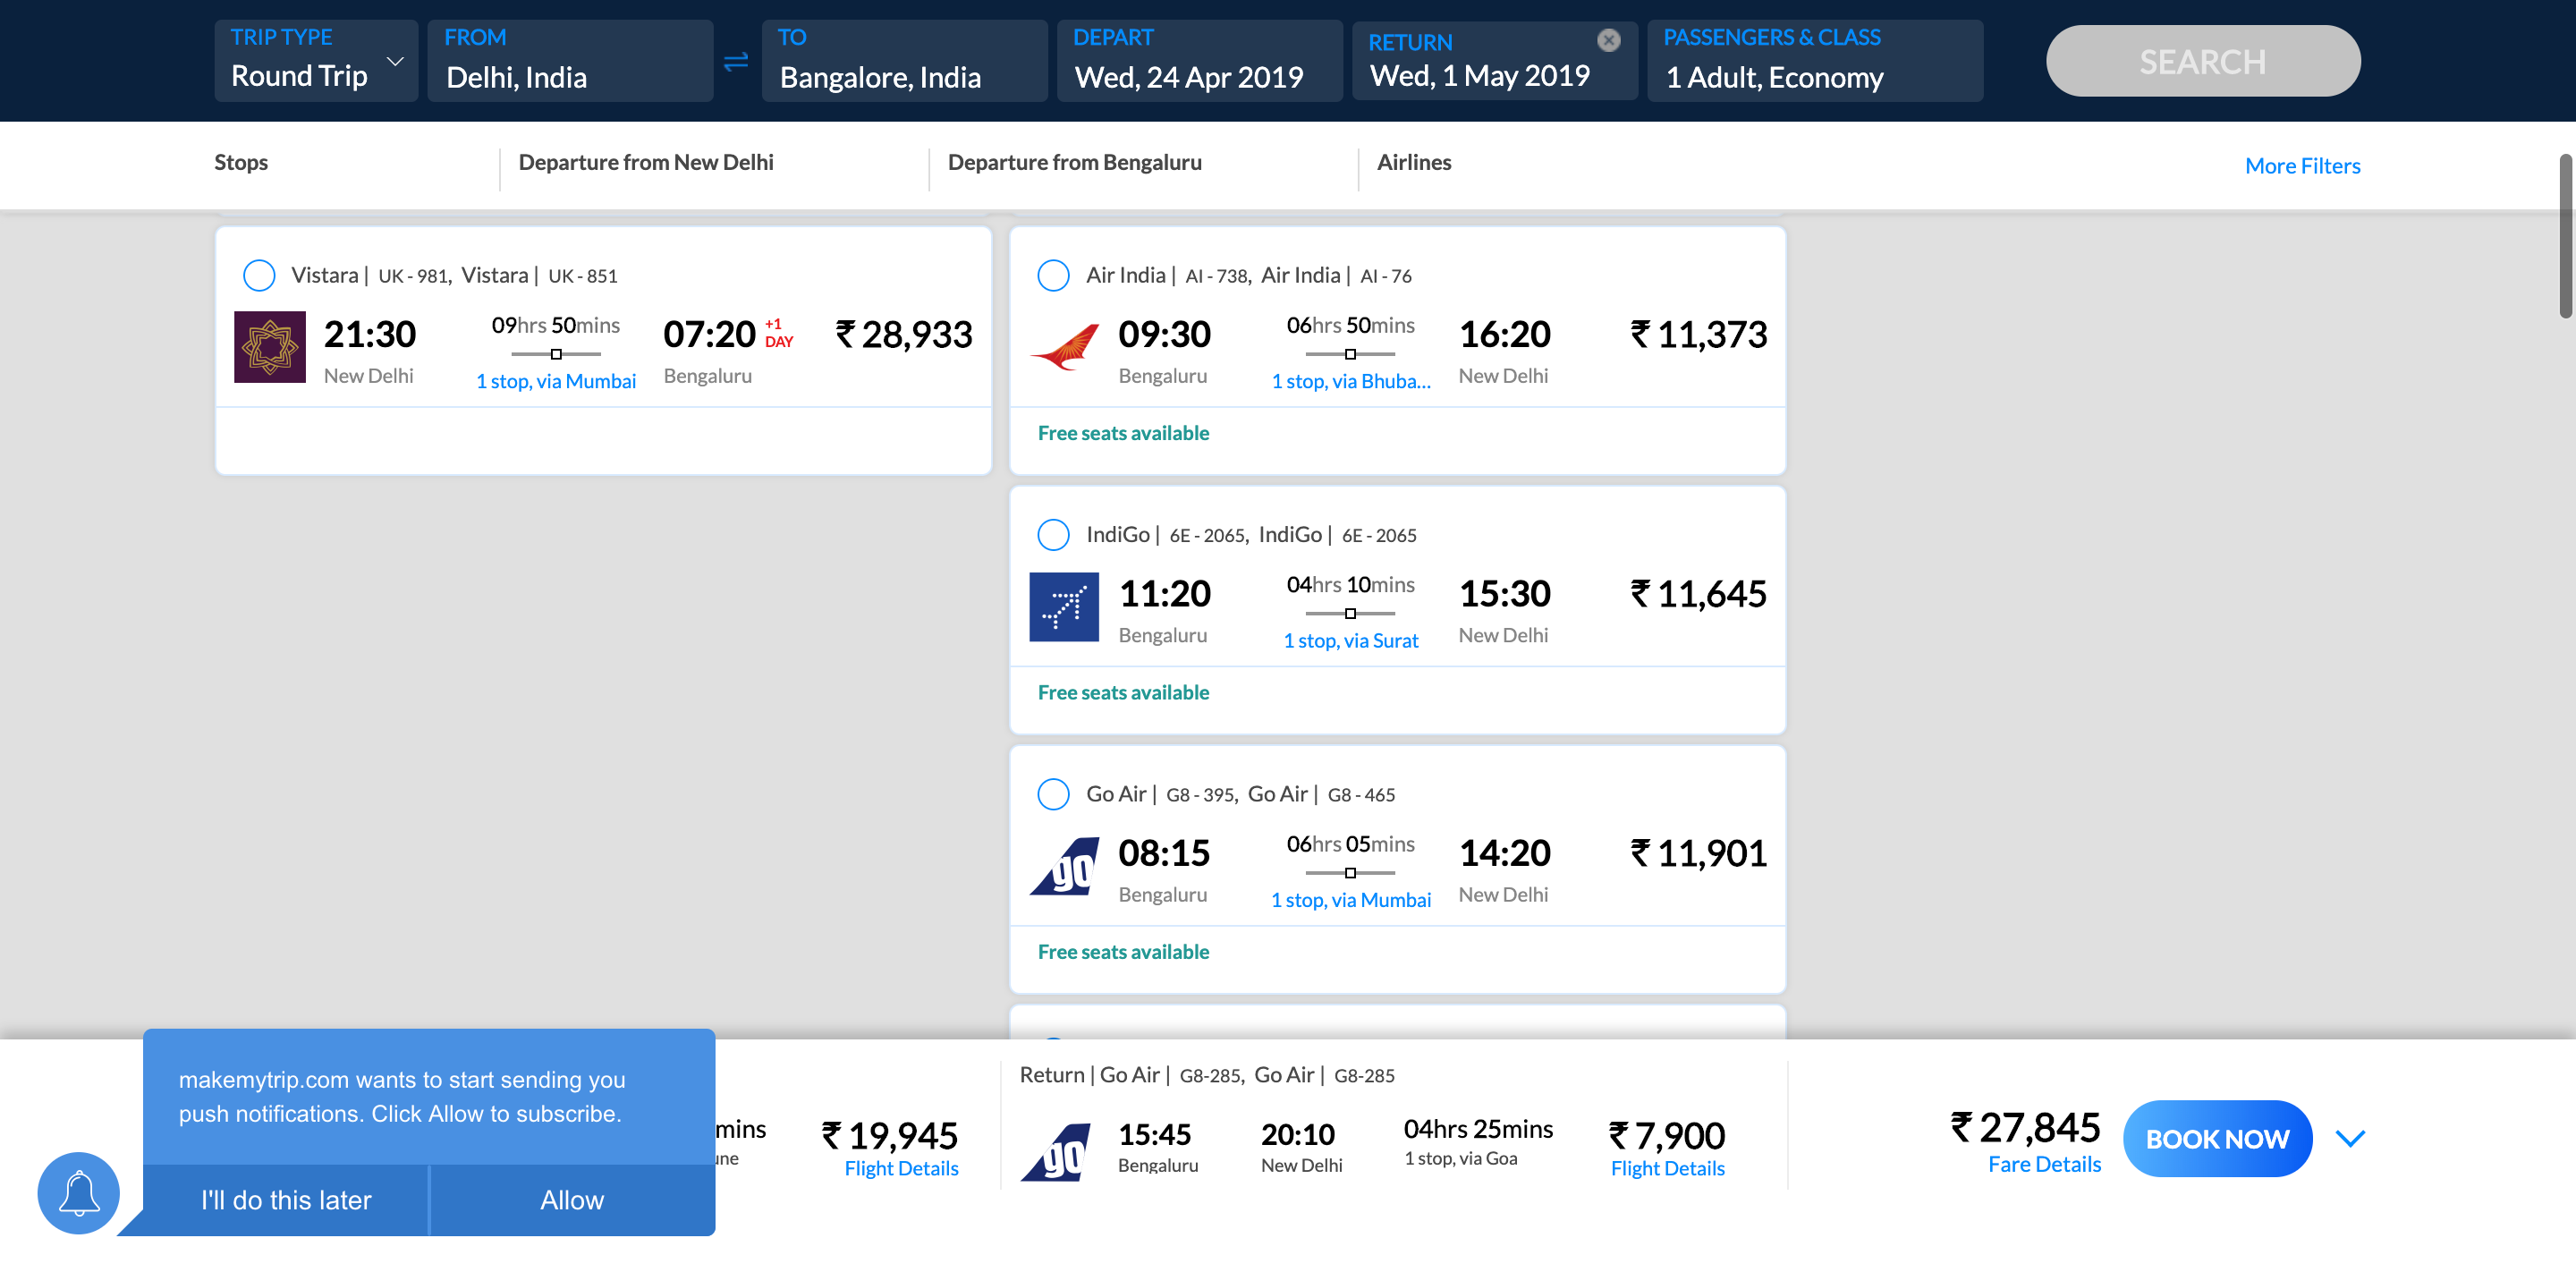 TRIP TYPE
Round Trip
FROM
Delhi, India
TO
Bangalore, India
DEPART
Wed, 24 Apr 2019
RETURN
Wed, 1 May 2019
PASSENGERS & CLASS
1 Adult, Economy
SEARCH
Stops
Departure from New Delhi
Departure from Bengaluru
Airlines
More Filters
Vistara | UK - 981, Vistara | UK - 851
21:30
New Delhi
09hrs 50mins
1 stop, via Mumbai
07:20 +1 DAY
Bengaluru
₹ 28,933
Air India | AI - 738, Air India | AI - 76
09:30
Bengaluru
06hrs 50mins
1 stop, via Bhuba...
16:20
New Delhi
₹ 11,373
Free seats available
IndiGo | 6E - 2065, IndiGo | 6E - 2065
11:20
Bengaluru
04hrs 10mins
1 stop, via Surat
15:30
New Delhi
₹ 11,645
Free seats available
Go Air | G8 - 395, Go Air | G8 - 465
go
08:15
Bengaluru
06hrs 05mins
1 stop, via Mumbai
14:20
New Delhi
₹ 11,901
Free seats available
makemytrip.com wants to start sending you
push notifications. Click Allow to subscribe.
I'll do this later
Allow
mins
₹ 19,945
Flight Details
Return | Go Air | G8-285, Go Air | G8-285
go
15:45
Bengaluru
20:10
New Delhi
04hrs 25mins
1 stop, via Goa
₹ 7,900
Flight Details
₹ 27,845
Fare Details
BOOK NOW